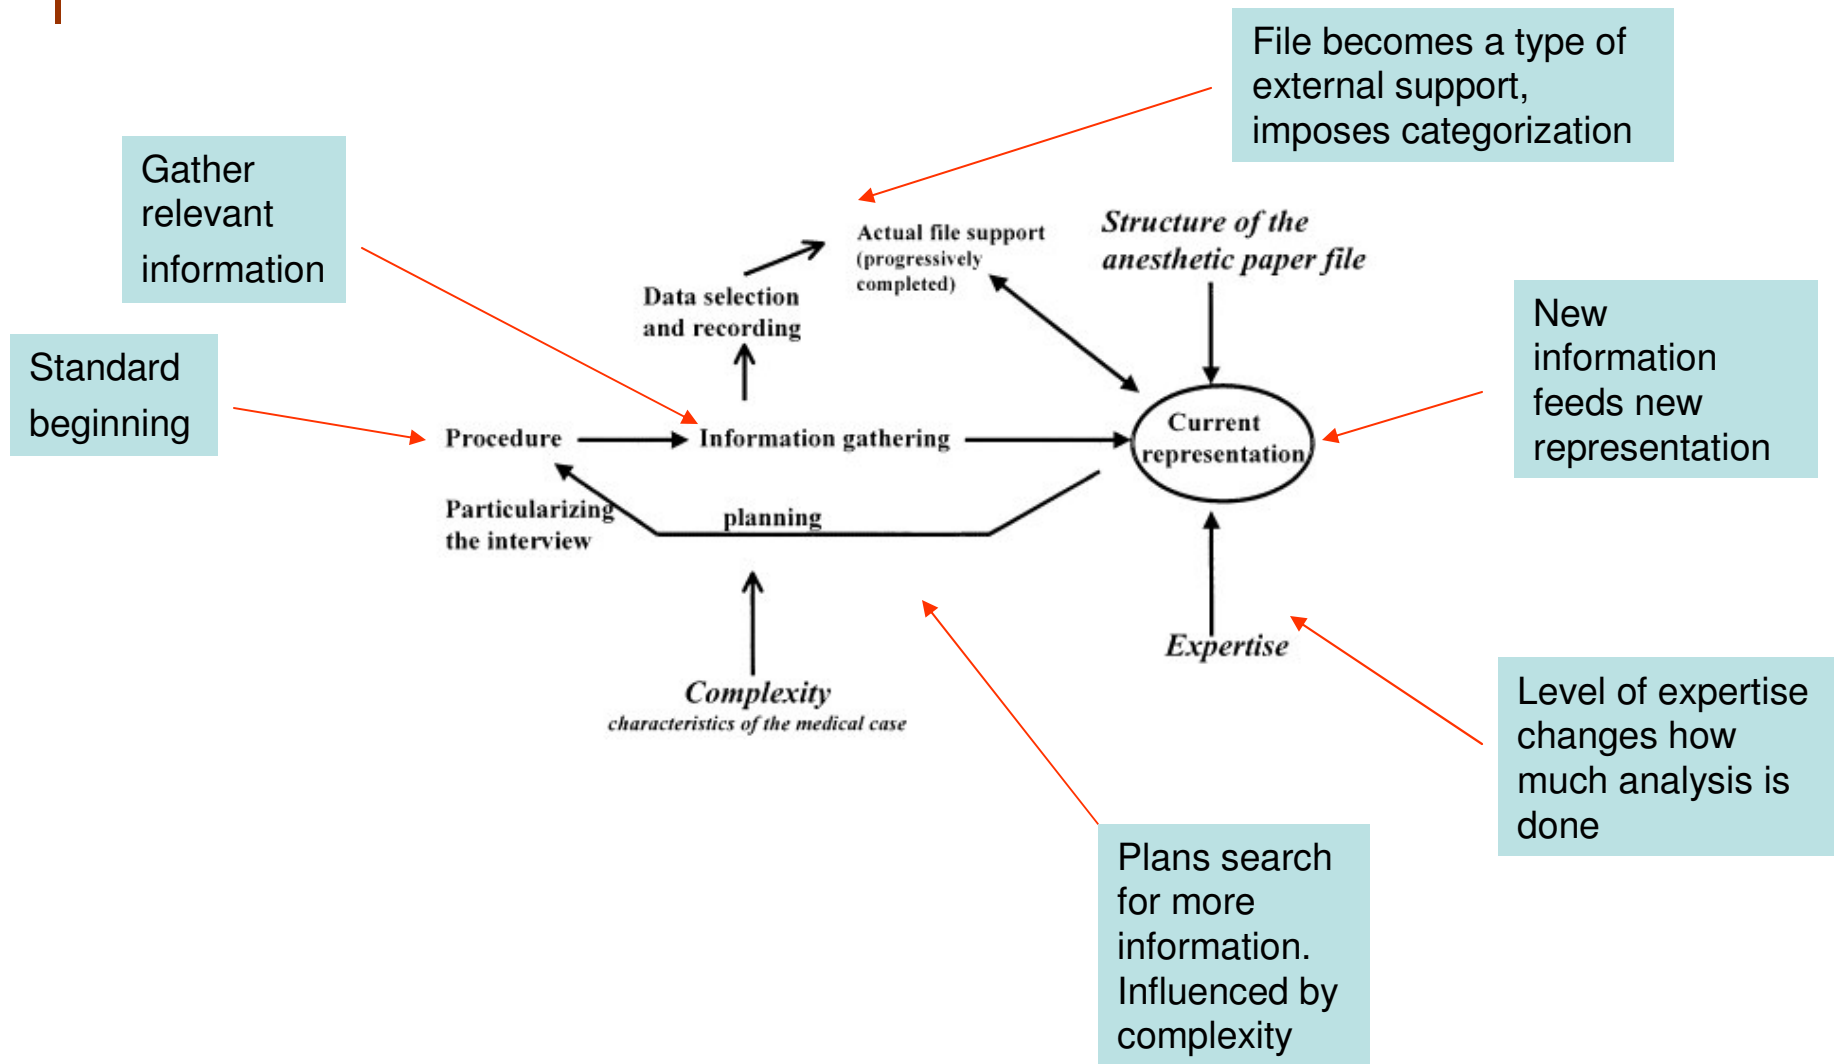 File becomes a type of
external support,
imposes categorization
Gather
relevant
information
Structure of the
anesthetic paper file
Actual file support
(progressively
completed)
Data selection
and recording
New
information
feeds new
representation
Standard
beginning
Procedure
Information gathering
Current
representation
Particularizing
the interview
planning
Expertise
Complexity
characteristics of the medical case
Level of expertise
changes how
much analysis is
done
Plans search
for more
information.
Influenced by
complexity